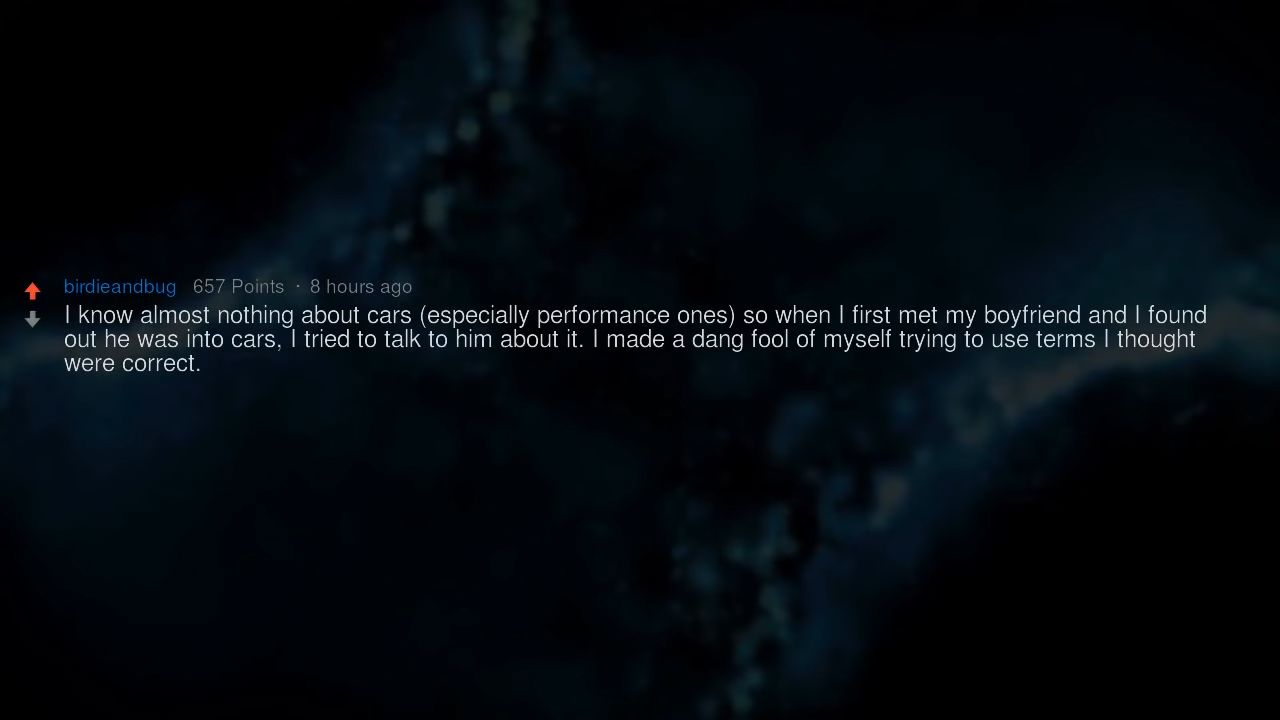 birdieandbug 657 Points · 8 hours ago
I know almost nothing about cars (especially performance ones) so when I first met my boyfriend and I found
out he was into cars, I tried to talk to him about it. I made a dang fool of myself trying to use terms I thought
were correct.